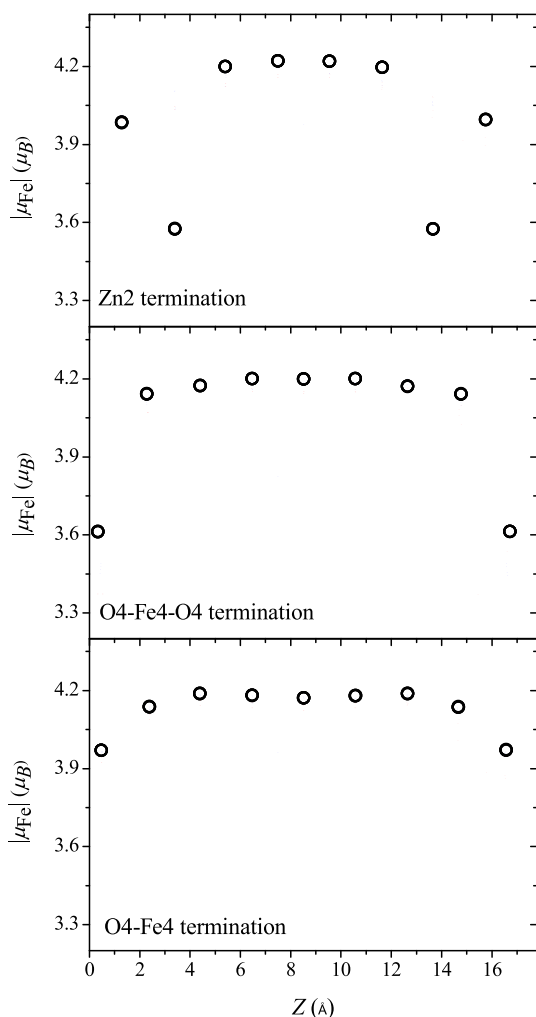 4.2
3.9
3.6
3.3
|μFe| (μB)
Zn2 termination
4.2
3.9
3.6
3.3
|μFe| (μB)
O4-Fe4-O4 termination
4.2
3.9
3.6
3.3
|μFe| (μB)
O4-Fe4 termination
0 2 4 6 8 10 12 14 16
Z (Å)